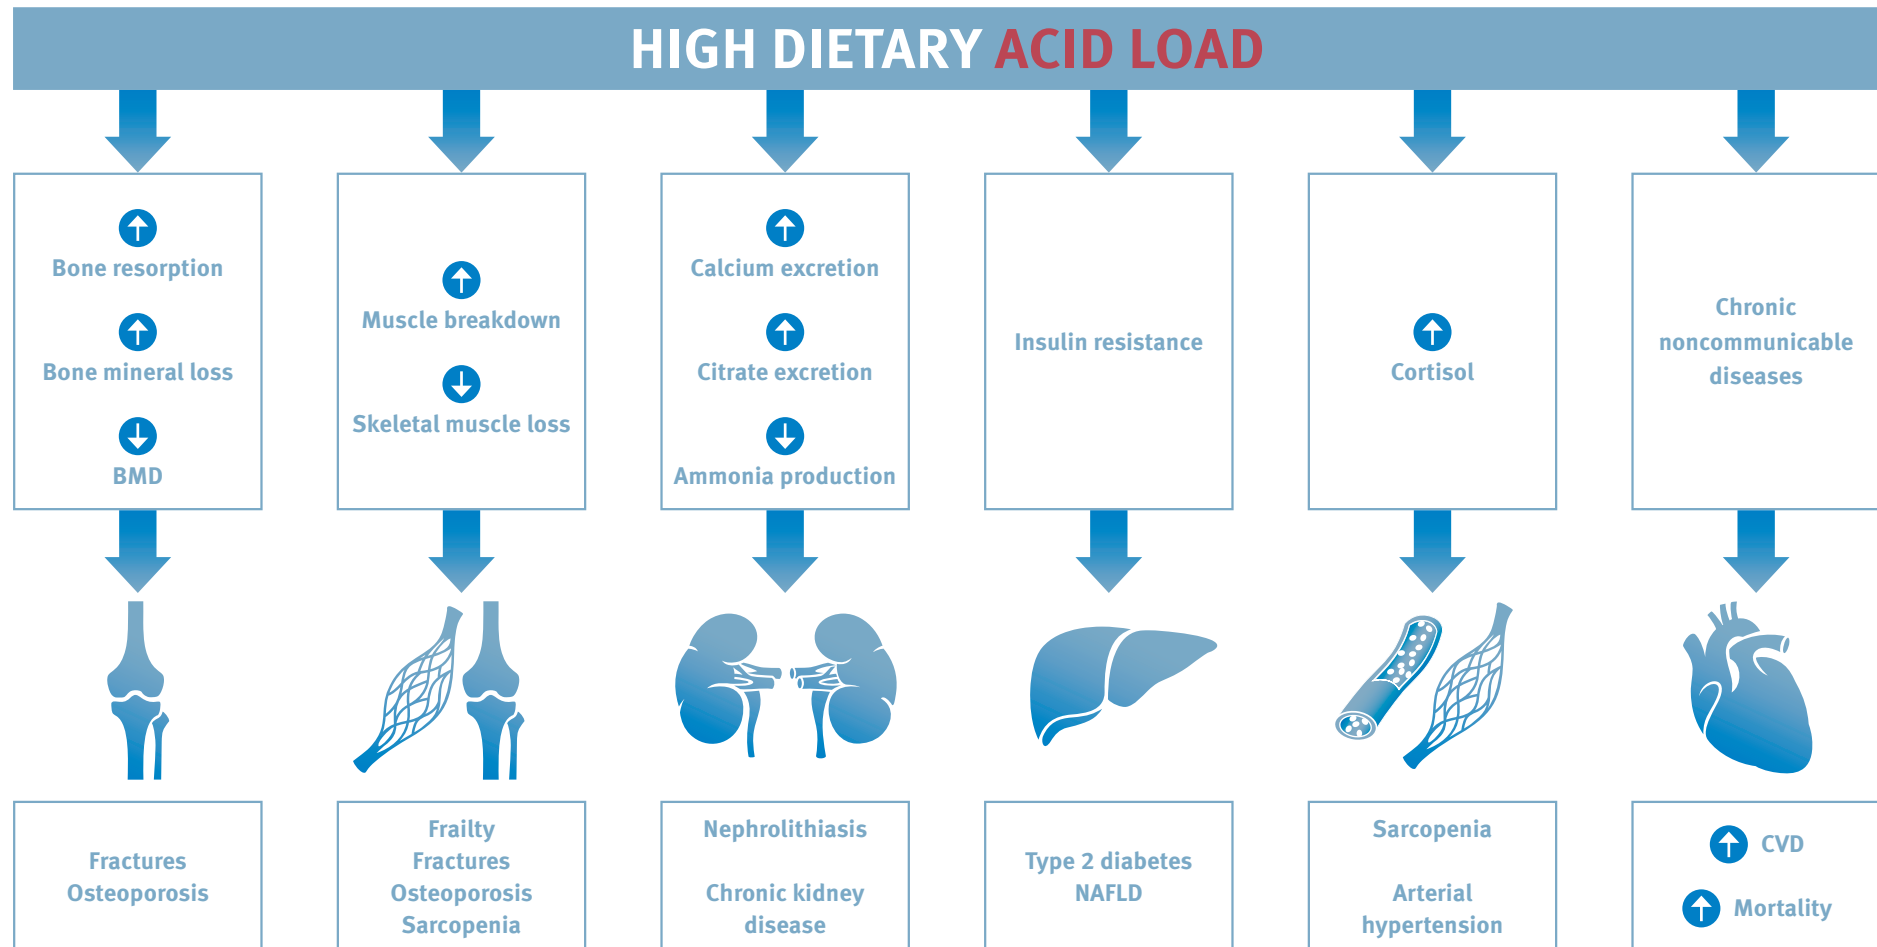 HIGH DIETARY ACID LOAD
Bone resorption
Bone mineral loss
BMD
Muscle breakdown
Skeletal muscle loss
Calcium excretion
Citrate excretion
Ammonia production
Insulin resistance
Cortisol
Chronic
noncommunicable
diseases
Fractures
Osteoporosis
Frailty
Fractures
Osteoporosis
Sarcopenia
Nephrolithiasis
Chronic kidney
disease
Type 2 diabetes
NAFLD
Sarcopenia
Arterial
hypertension
CVD
Mortality